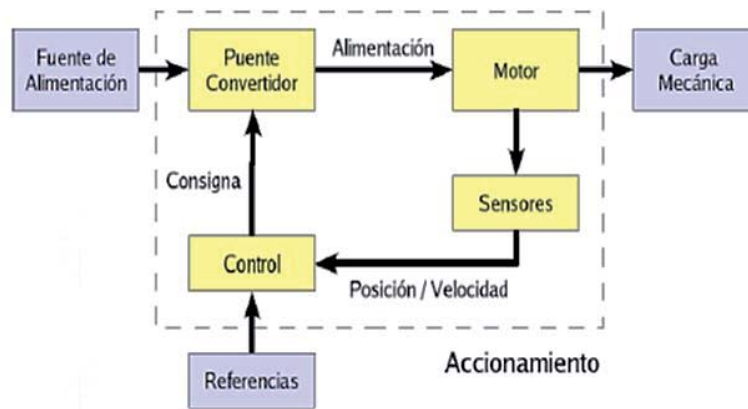 Fuente de
Alimentación
Puente
Convertidor
Alimentación
Motor
Carga
Mecánica
Consigna
Sensores
Control
Posición / Velocidad
Referencias
Accionamiento